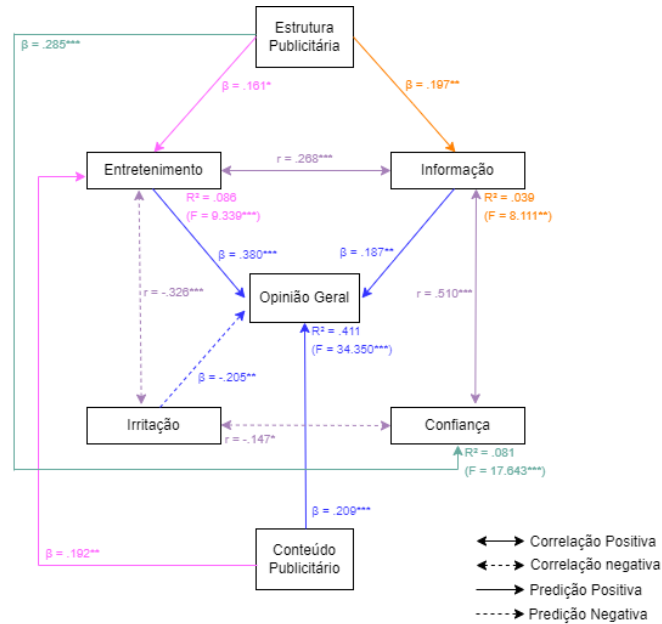 Estrutura
Publicitária
β = .285***
β = .161*
β = .197**
Entretenimento
r = .268***
Informação
R² = .086
(F = 9.339***)
R² = .039
(F = 8.111**)
β = .380***
β = .187**
Opinião Geral
r = -.326***
r = .510***
R² = .411
(F = 34.350***)
β = -.205**
Irritação
r = -.147*
Confiança
R² = .081
(F = 17.643***)
β = .209***
Conteúdo
Publicitário
β = .192**
Correlação Positiva
Correlação negativa
Predição Positiva
Predição Negativa